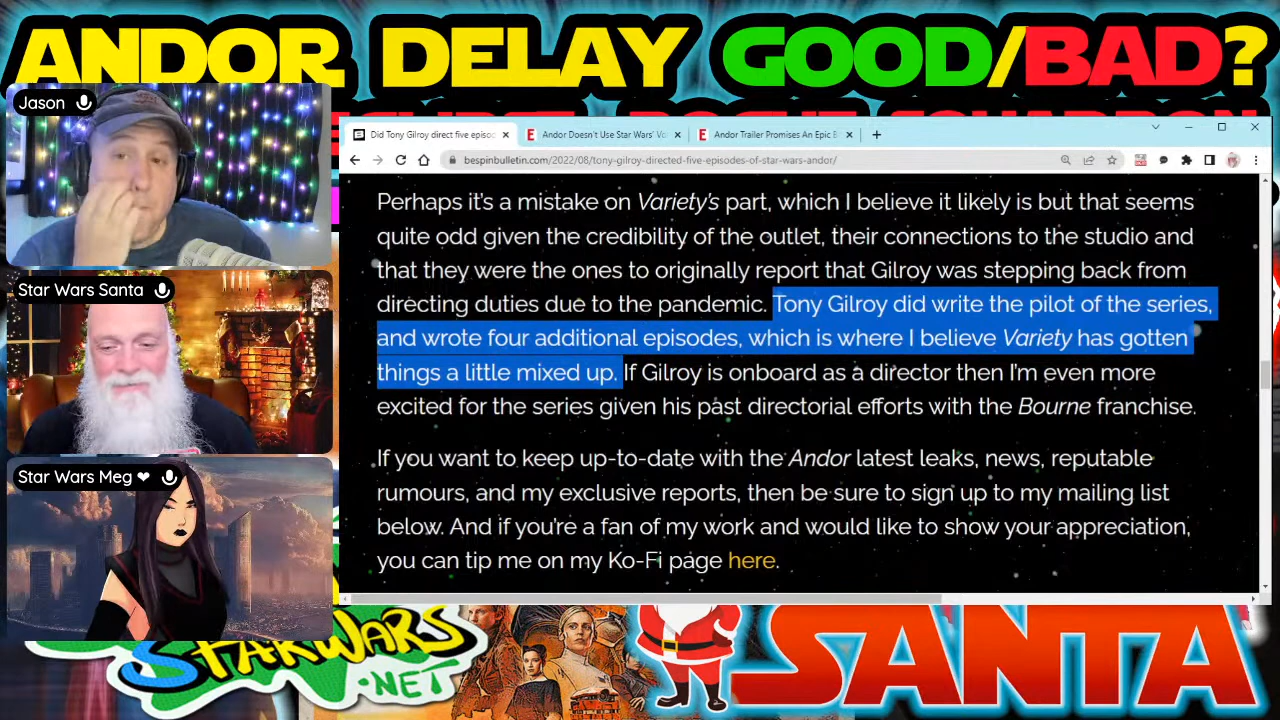 ANDOR DELAY GOOD/BAD?
Jason
Star Wars Santa
Star Wars Meg ❤
Did Tony Gilroy direct five episo
Andor Doesn't Use Star Wars' Vo
Andor Trailer Promises An Epic B
bespinbulletin.com/2022/08/tony-gilroy-directed-five-episodes-of-star-wars-andor/
Perhaps it's a mistake on Variety's part, which I believe it likely is but that seems
quite odd given the credibility of the outlet, their connections to the studio and
that they were the ones to originally report that Gilroy was stepping back from
directing duties due to the pandemic. Tony Gilroy did write the pilot of the series,
and wrote four additional episodes, which is where I believe Variety has gotten
things a little mixed up. If Gilroy is onboard as a director then I'm even more
excited for the series given his past directorial efforts with the Bourne franchise.
If you want to keep up-to-date with the Andor latest leaks, news, reputable
rumours, and my exclusive reports, then be sure to sign up to my mailing list
below. And if you're a fan of my work and would like to show your appreciation,
you can tip me on my Ko-Fi page here.
STARWARS
.NET
SANTA